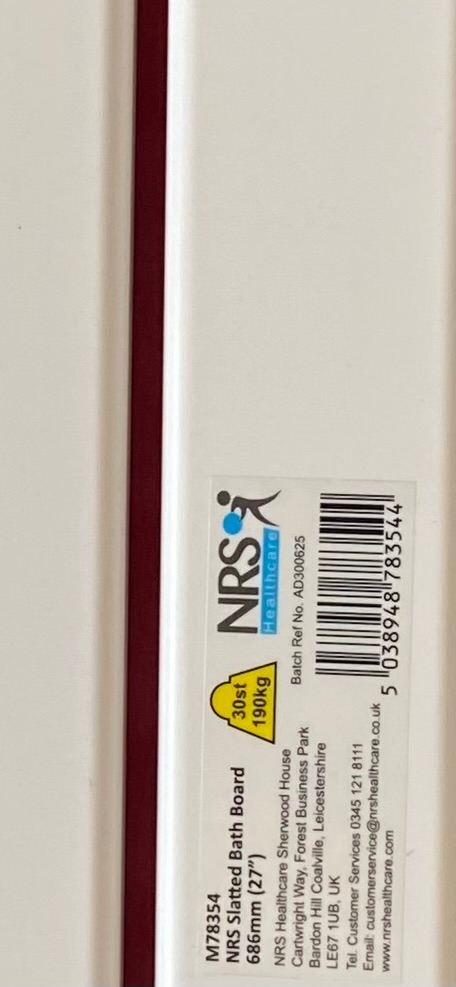 M78354
NRS Slatted Bath Board
686mm (27")
30st
190kg
NRS
Healthcare
NRS Healthcare Sherwood House
Cartwright Way, Forest Business Park
Bardon Hill Coalville, Leicestershire
LE67 1UB, UK
Batch Ref No. AD300625
Tel. Customer Services 0345 121 8111
Email: customerservice@nrshealthcare.co.uk
www.nrshealthcare.com
5 038948 783544